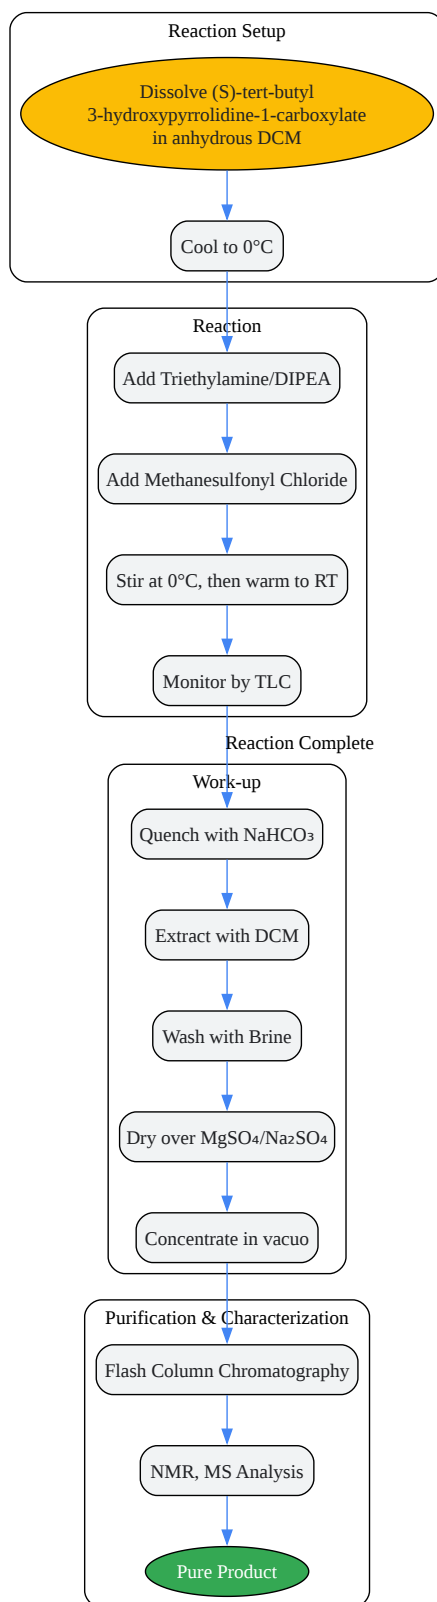 Reaction Setup
Dissolve (S)-tert-butyl
3-hydroxypyrrolidine-1-carboxylate
in anhydrous DCM
Cool to 0°C
Reaction
Add Triethylamine/DIPEA
Add Methanesulfonyl Chloride
Stir at 0°C, then warm to RT
Monitor by TLC
Reaction Complete
Work-up
Quench with NaHCO₃
Extract with DCM
Wash with Brine
Dry over MgSO₄/Na₂SO₄
Concentrate in vacuo
Purification & Characterization
Flash Column Chromatography
NMR, MS Analysis
Pure Product